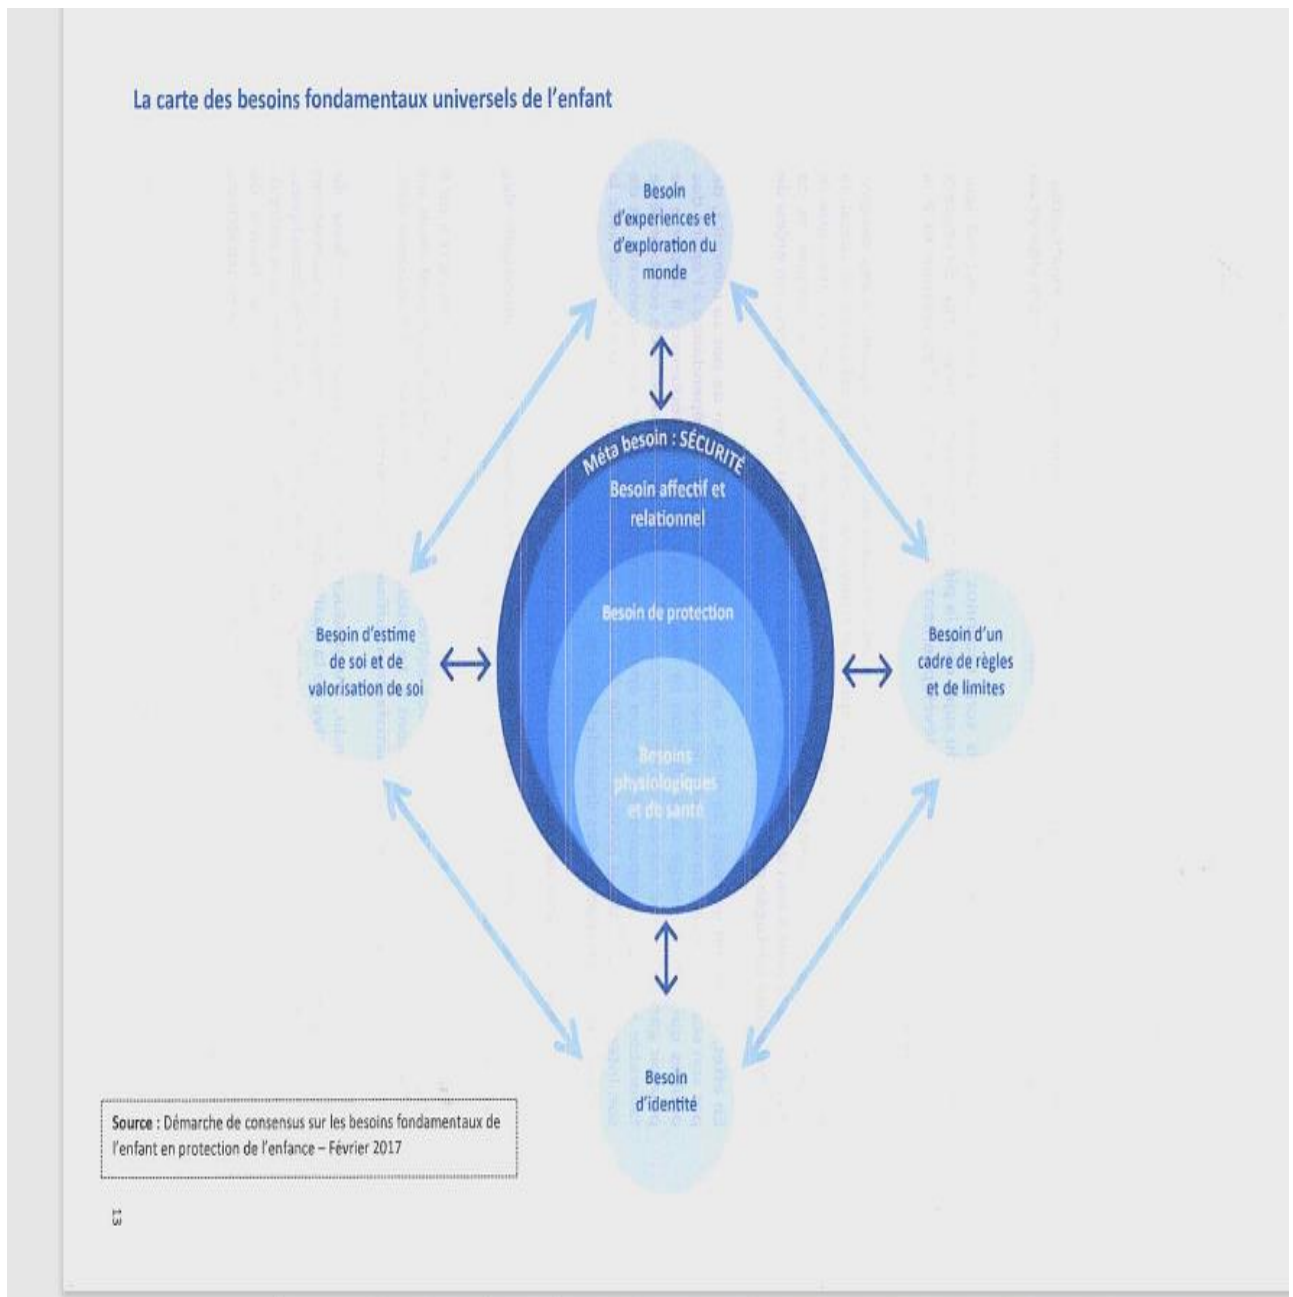 La carte des besoins fondamentaux universels de l'enfant
Besoin
d'experiences et
d'exploration du
monde
Méta besoin : SÉCURITÉ
Besoin affectif et
relationnel
Besoin de protection
Besoins
physiologiques
et de santé
Besoin d'estime
de soi et de
valorisation de soi
Besoin d'un
cadre de règles
et de limites
Besoin
d'identité
Source : Démarche de consensus sur les besoins fondamentaux de
l'enfant en protection de l'enfance – Février 2017
13